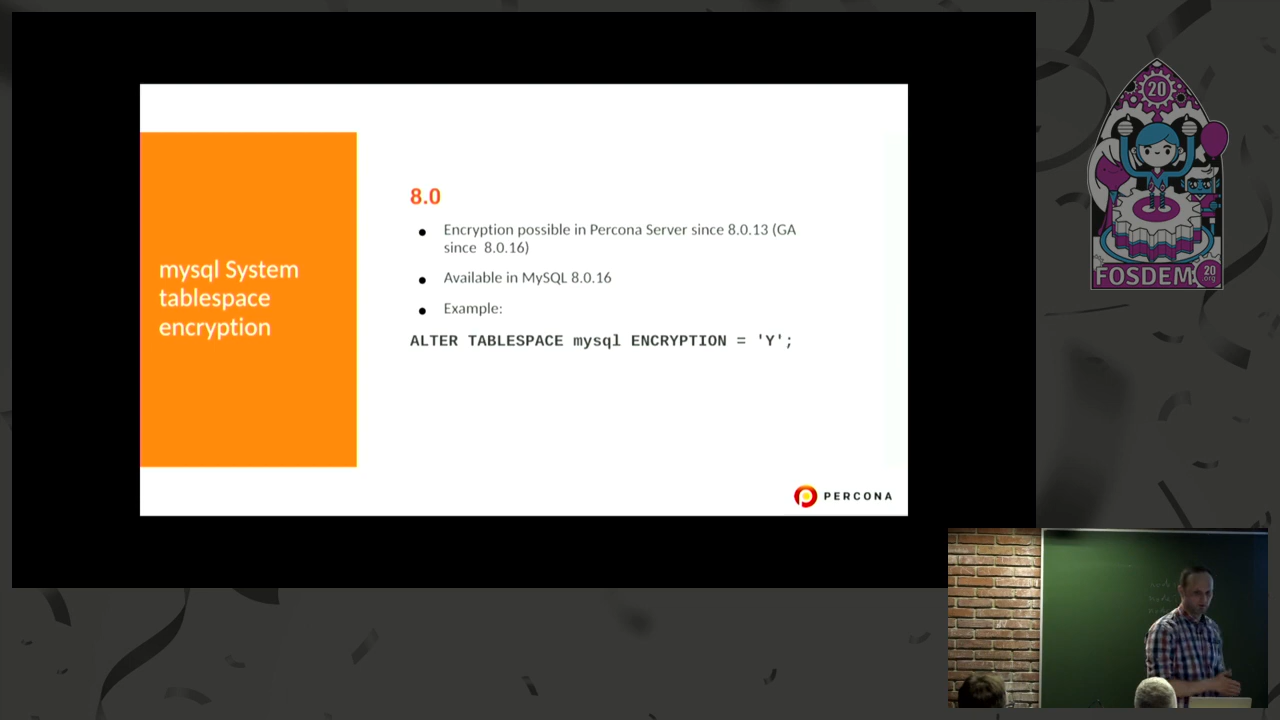 mysql System
tablespace
encryption
8.0
● Encryption possible in Percona Server since 8.0.13 (GA
since 8.0.16)
● Available in MySQL 8.0.16
● Example:
ALTER TABLESPACE mysql ENCRYPTION = 'Y';
PERCONA
20
FOSDEM
20
org